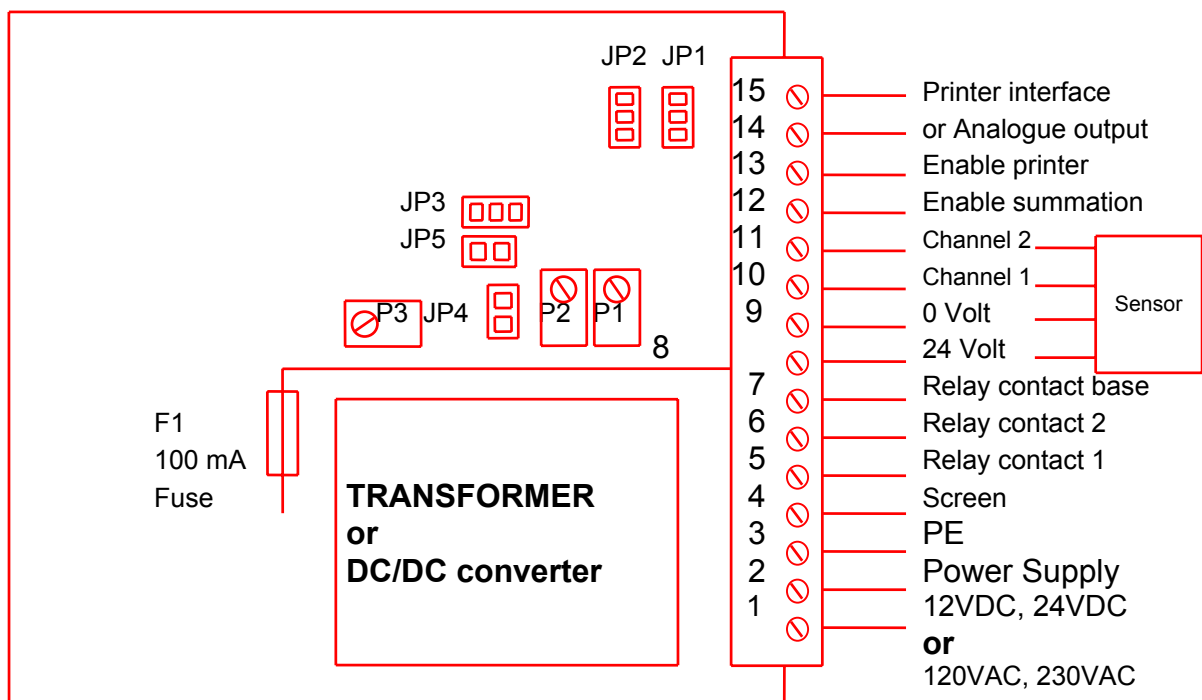 JP2 JP1
15 Printer interface
14 or Analogue output
13 Enable printer
JP3 12 Enable summation
JP5 11 Channel 2
10 Channel 1
Sensor
P3 JP4 P2 P1 9 0 Volt
8 24 Volt
7 Relay contact base
F1 6 Relay contact 2
100 mA 5 Relay contact 1
Fuse TRANSFORMER 4 Screen
or 3 PE
DC/DC converter 2 Power Supply
1 12VDC, 24VDC
or
120VAC, 230VAC